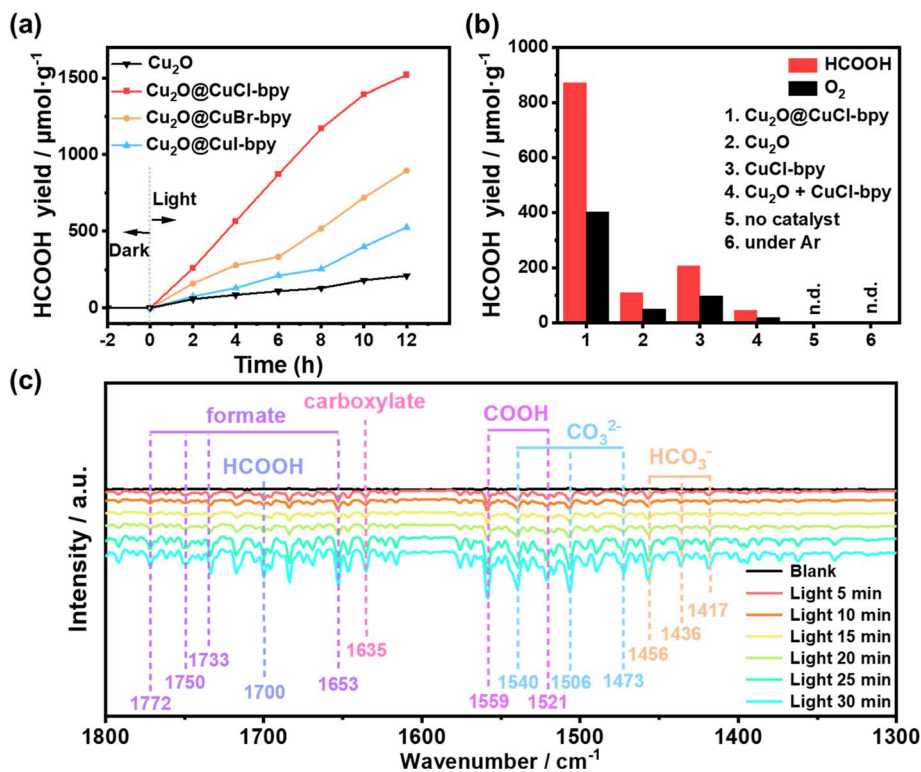 (a)
HCOOH yield / μmol·g⁻¹
1500
1000
500
0
Cu₂O
Cu₂O@CuCl-bpy
Cu₂O@CuBr-bpy
Cu₂O@CuI-bpy
Light
Dark
-2 0 2 4 6 8 10 12
Time (h)
(b)
HCOOH yield / μmol·g⁻¹
1000
800
600
400
200
0
HCOOH
O₂
1. Cu₂O@CuCl-bpy
2. Cu₂O
3. CuCl-bpy
4. Cu₂O + CuCl-bpy
5. no catalyst
6. under Ar
n.d. n.d.
1 2 3 4 5 6
(c)
Intensity / a.u.
formate
carboxylate
HCOOH
COOH
CO₃²⁻
HCO₃⁻
1772
1750
1733
1700
1653
1635
1559
1540
1521
1506
1473
1456
1436
1417
Blank
Light 5 min
Light 10 min
Light 15 min
Light 20 min
Light 25 min
Light 30 min
1800 1700 1600 1500 1400 1300
Wavenumber / cm⁻¹